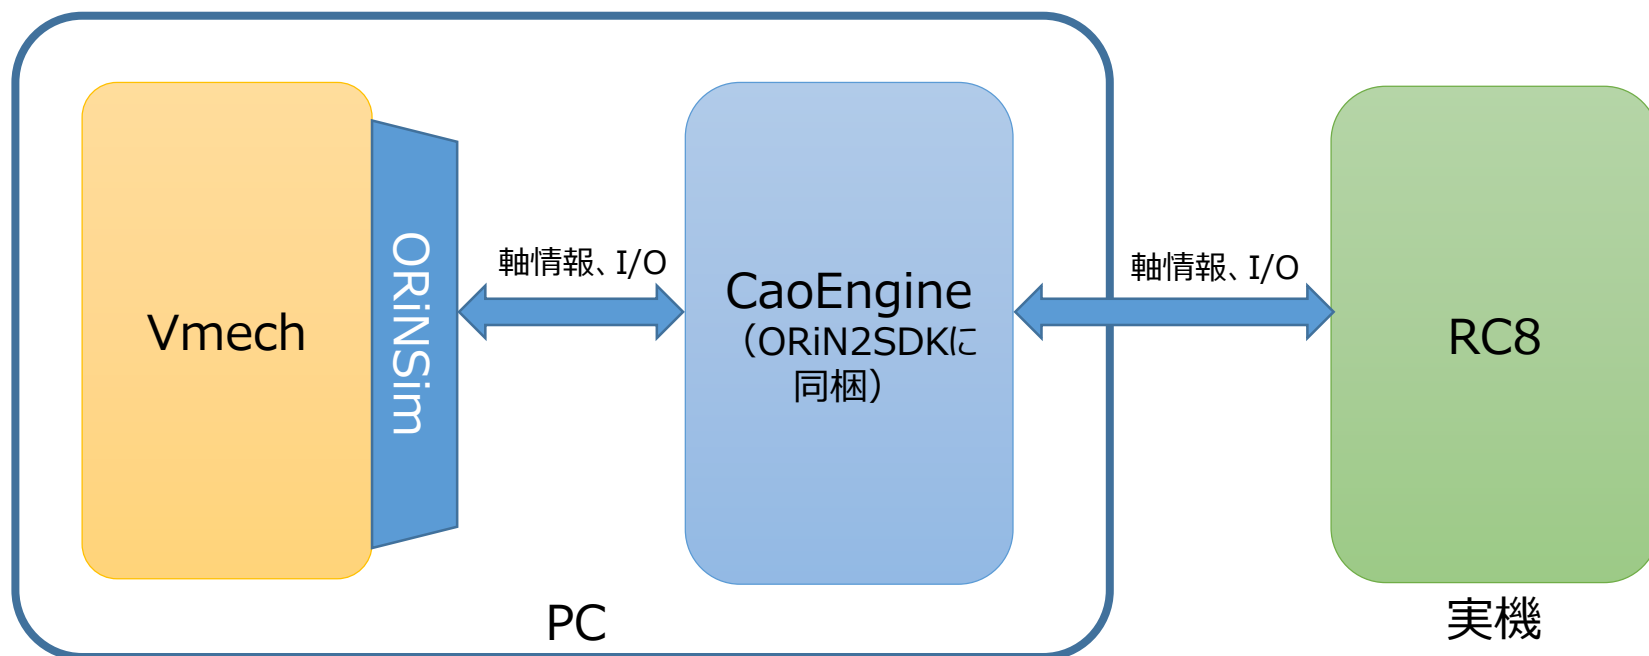 Vmech
ORiNSim
軸情報、I/O
CaoEngine
（ORiN2SDKに
同梱）
軸情報、I/O
RC8
PC
実機